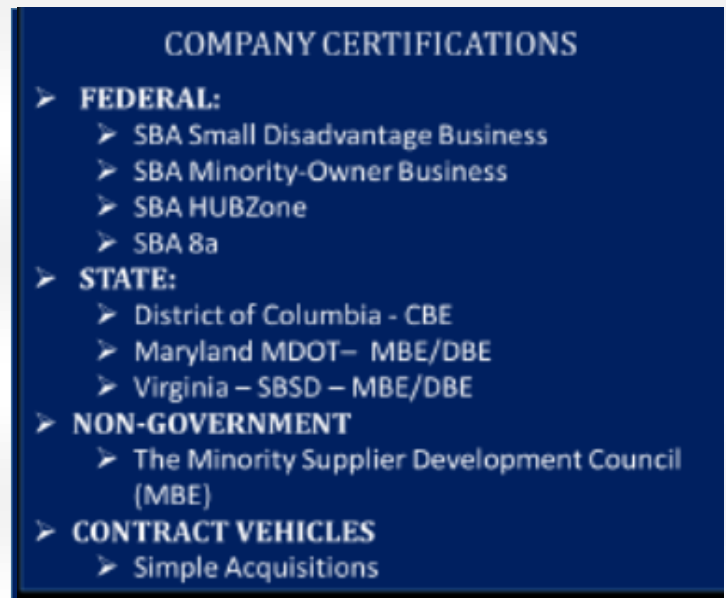 COMPANY CERTIFICATIONS
➢ FEDERAL:
➢ SBA Small Disadvantage Business
➢ SBA Minority-Owner Business
➢ SBA HUBZone
➢ SBA 8a
➢ STATE:
➢ District of Columbia - CBE
➢ Maryland MDOT– MBE/DBE
➢ Virginia – SBSD – MBE/DBE
➢ NON-GOVERNMENT
➢ The Minority Supplier Development Council
(MBE)
➢ CONTRACT VEHICLES
➢ Simple Acquisitions